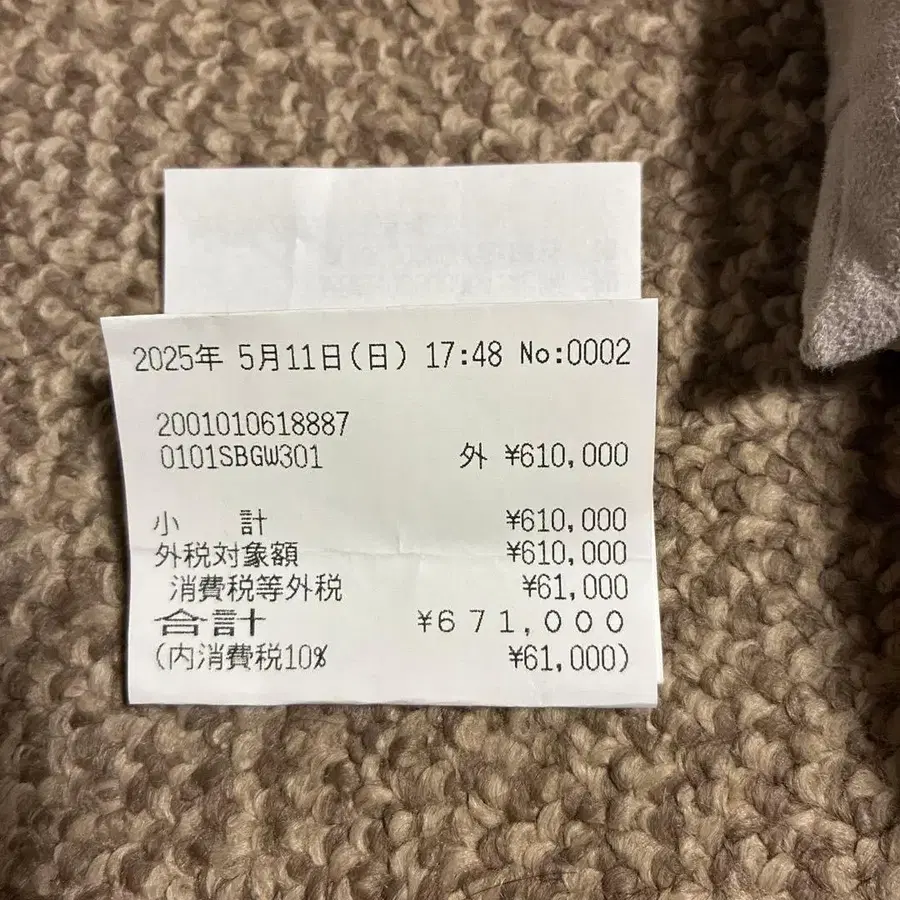 2025年 5月11日(日) 17:48 No:0002
2001010618887
0101SBGW301 外 ¥610,000
小 計 ¥610,000
外税対象額 ¥610,000
消費税等外税 ¥61,000
合計 ¥671,000
(内消費税10% ¥61,000)